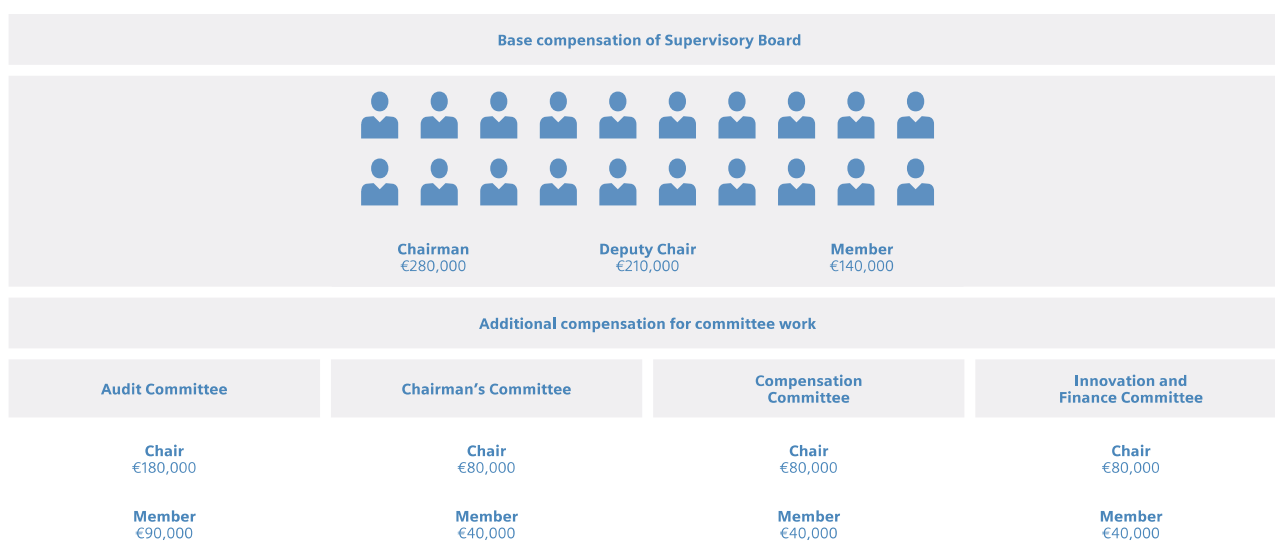 Base compensation of Supervisory Board
Chairman
€280,000
Deputy Chair
€210,000
Member
€140,000
Additional compensation for committee work
Audit Committee
Chairman’s Committee
Compensation
Committee
Innovation and
Finance Committee
Chair
€180,000
Chair
€80,000
Chair
€80,000
Chair
€80,000
Member
€90,000
Member
€40,000
Member
€40,000
Member
€40,000